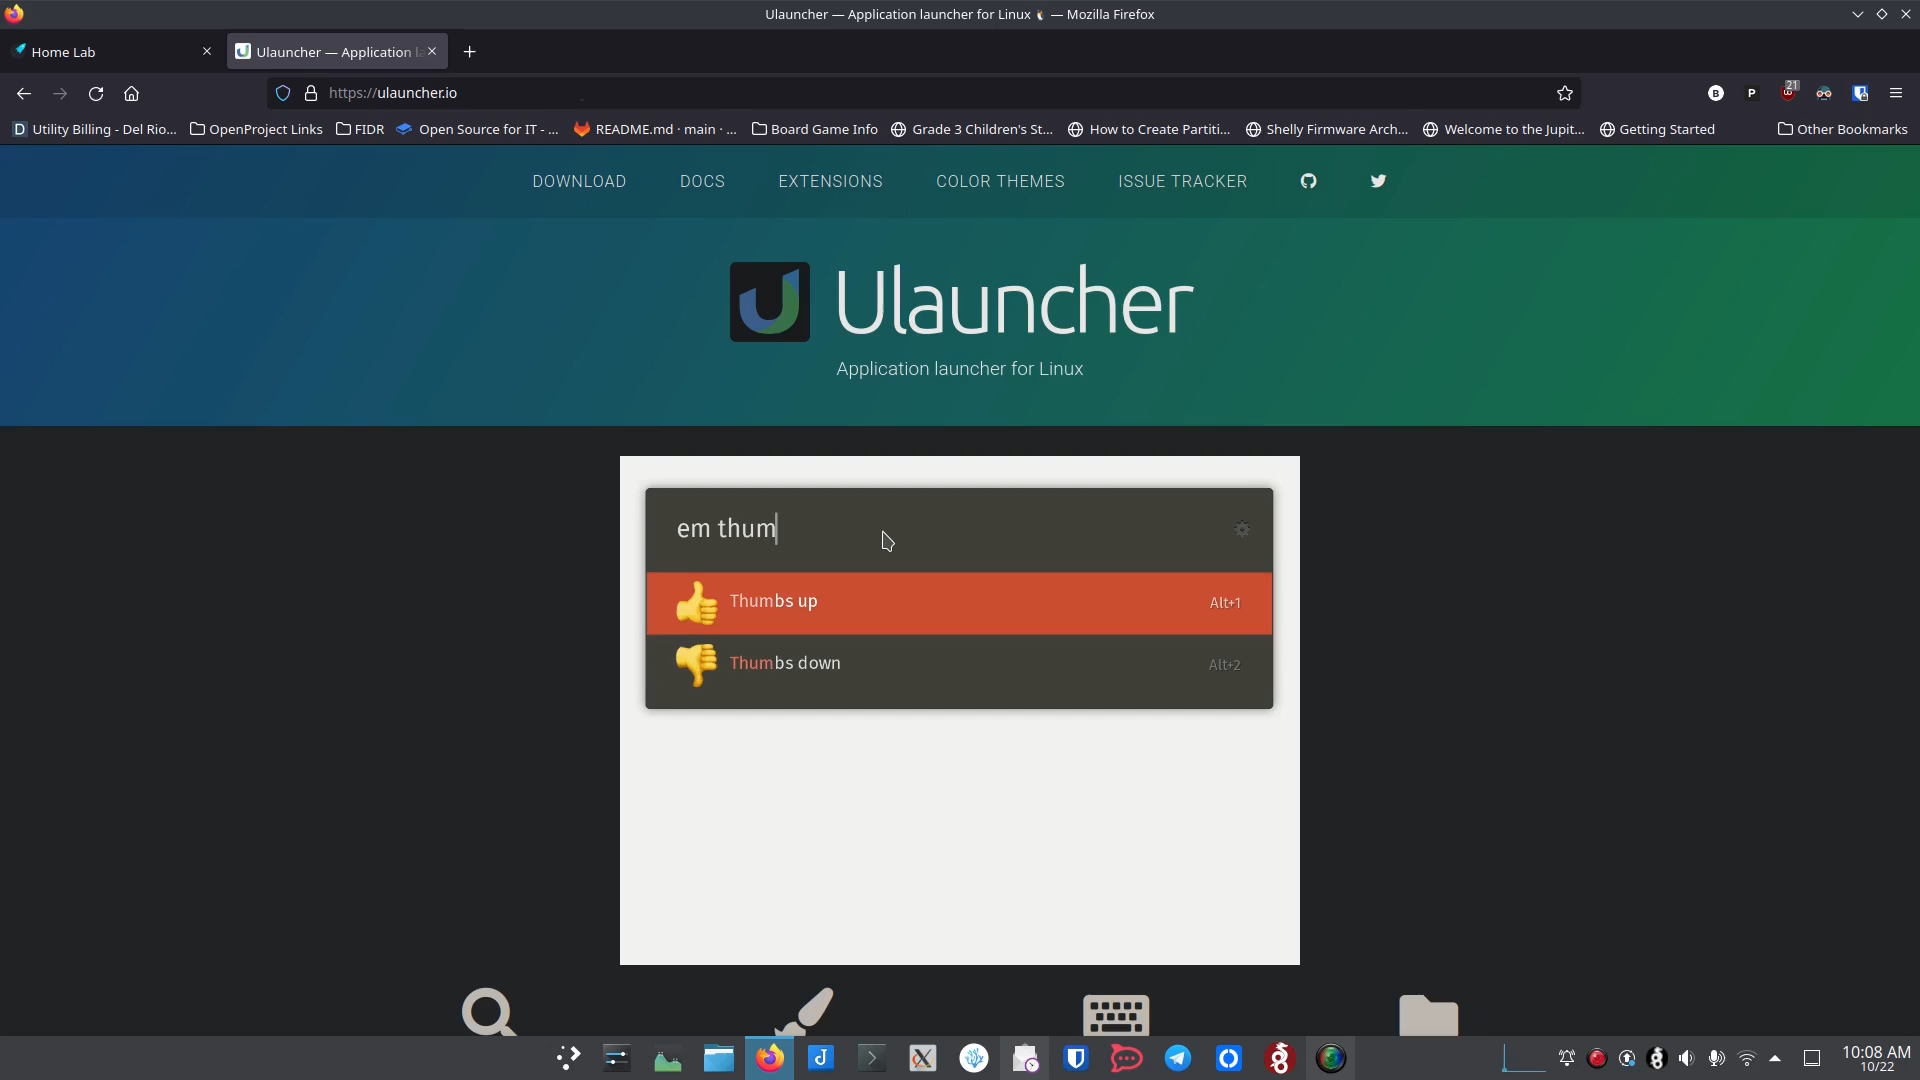 Ulauncher — Application launcher for Linux 🐧 — Mozilla Firefox
Home Lab
Ulauncher — Application la
https://ulauncher.io
21
Utility Billing - Del Rio...
OpenProject Links
FIDR
Open Source for IT - ...
README.md · main · ...
Board Game Info
Grade 3 Children's St...
How to Create Partiti...
Shelly Firmware Arch...
Welcome to the Jupit...
Getting Started
Other Bookmarks
DOWNLOAD
DOCS
EXTENSIONS
COLOR THEMES
ISSUE TRACKER
Ulauncher
Application launcher for Linux
em thum
Thumbs up
Alt+1
Thumbs down
Alt+2
10:08 AM
10/22